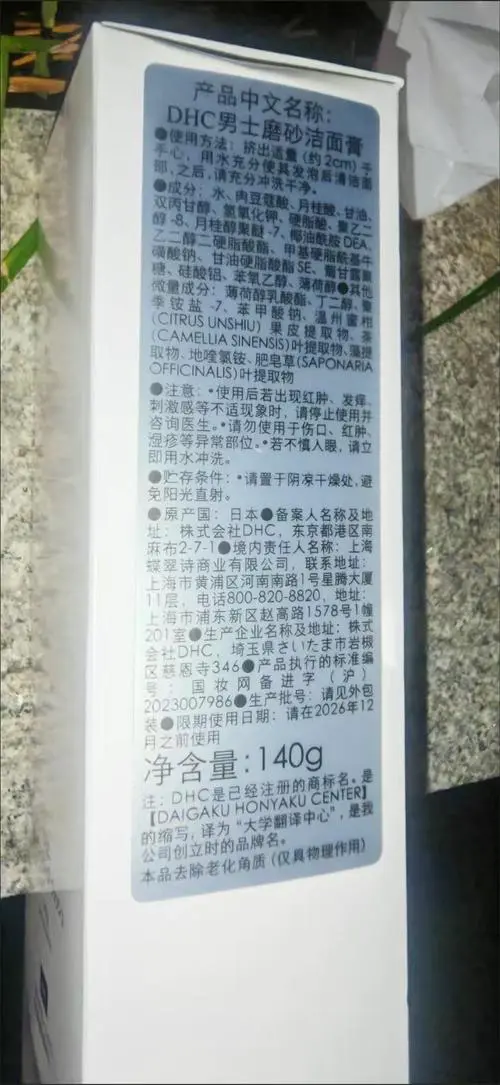 产品中文名称：
DHC男士磨砂洁面膏
●使用方法：挤出适量（约2cm）于
手心，用水充分使其发泡后清洁面
部，之后，请充分冲洗干净。
●成分：水、肉豆蔻酸、月桂酸、甘油、
双丙甘醇、氢氧化钾、硬脂酸、聚乙二
醇-8、月桂醇聚醚-7、椰油酰胺DEA、
乙二醇二硬脂酸酯、甲基硬脂酰基牛
磺酸钠、甘油硬脂酸酯SE、葡甘露聚
糖、硅酸铝、苯氧乙醇、薄荷醇●其他
微量成分：薄荷醇乳酸酯、丁二醇、聚
季铵盐-7、苯甲酸钠、温州蜜柑
(CITRUS UNSHIU) 果皮提取物、茶
(CAMELLIA SINENSIS)叶提取物、藻提
取物、地喹氯铵、肥皂草(SAPONARIA
OFFICINALIS)叶提取物
●注意：•使用后若出现红肿、发痒、
刺激感等不适现象时，请停止使用并
咨询医生。•请勿使用于伤口、红肿、
湿疹等异常部位。•若不慎入眼，请立
即用水冲洗。
●贮存条件：•请置于阴凉干燥处，避
免阳光直射。
●原产国：日本●备案人名称及地
址：株式会社DHC，东京都港区南
麻布2-7-1●境内责任人名称：上海
蝶翠诗商业有限公司，联系地址：
上海市黄浦区河南南路1号星腾大厦
11层，电话800-820-8820，地址：
上海市浦东新区赵高路1578号1幢
201室●生产企业名称及地址：株式
会社DHC，埼玉県さいたま市岩槻
区慈恩寺346●产品执行的标准编
号：国妆网备进字（沪）
2023007986●生产批号：请见外包
装●限期使用日期：请在2026年12
月之前使用
净含量：140g
注：DHC是已经注册的商标名。是
【DAIGAKU HONYAKU CENTER】
的缩写，译为“大学翻译中心”，是我
公司创立时的品牌名。
本品去除老化角质（仅具物理作用）